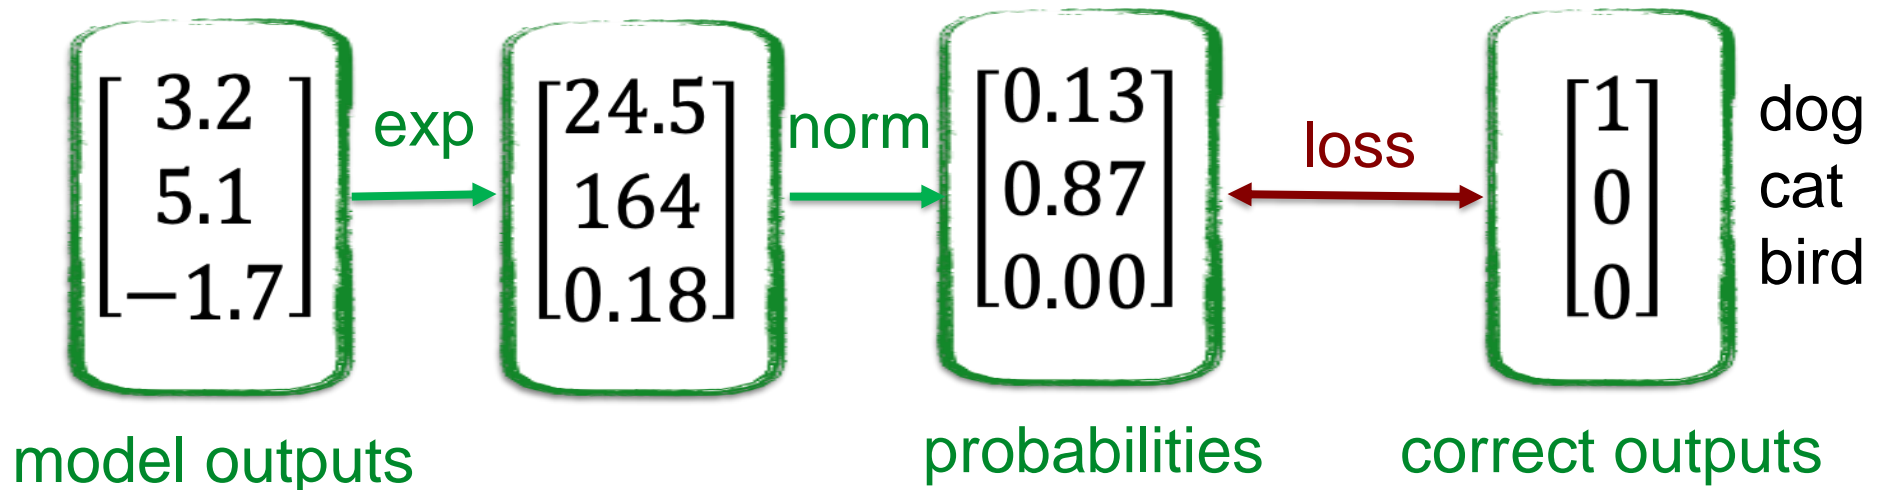 3.2
5.1
−1.7
exp
24.5
164
0.18
norm
0.13
0.87
0.00
loss
1
0
0
dog
cat
bird
model outputs
probabilities
correct outputs